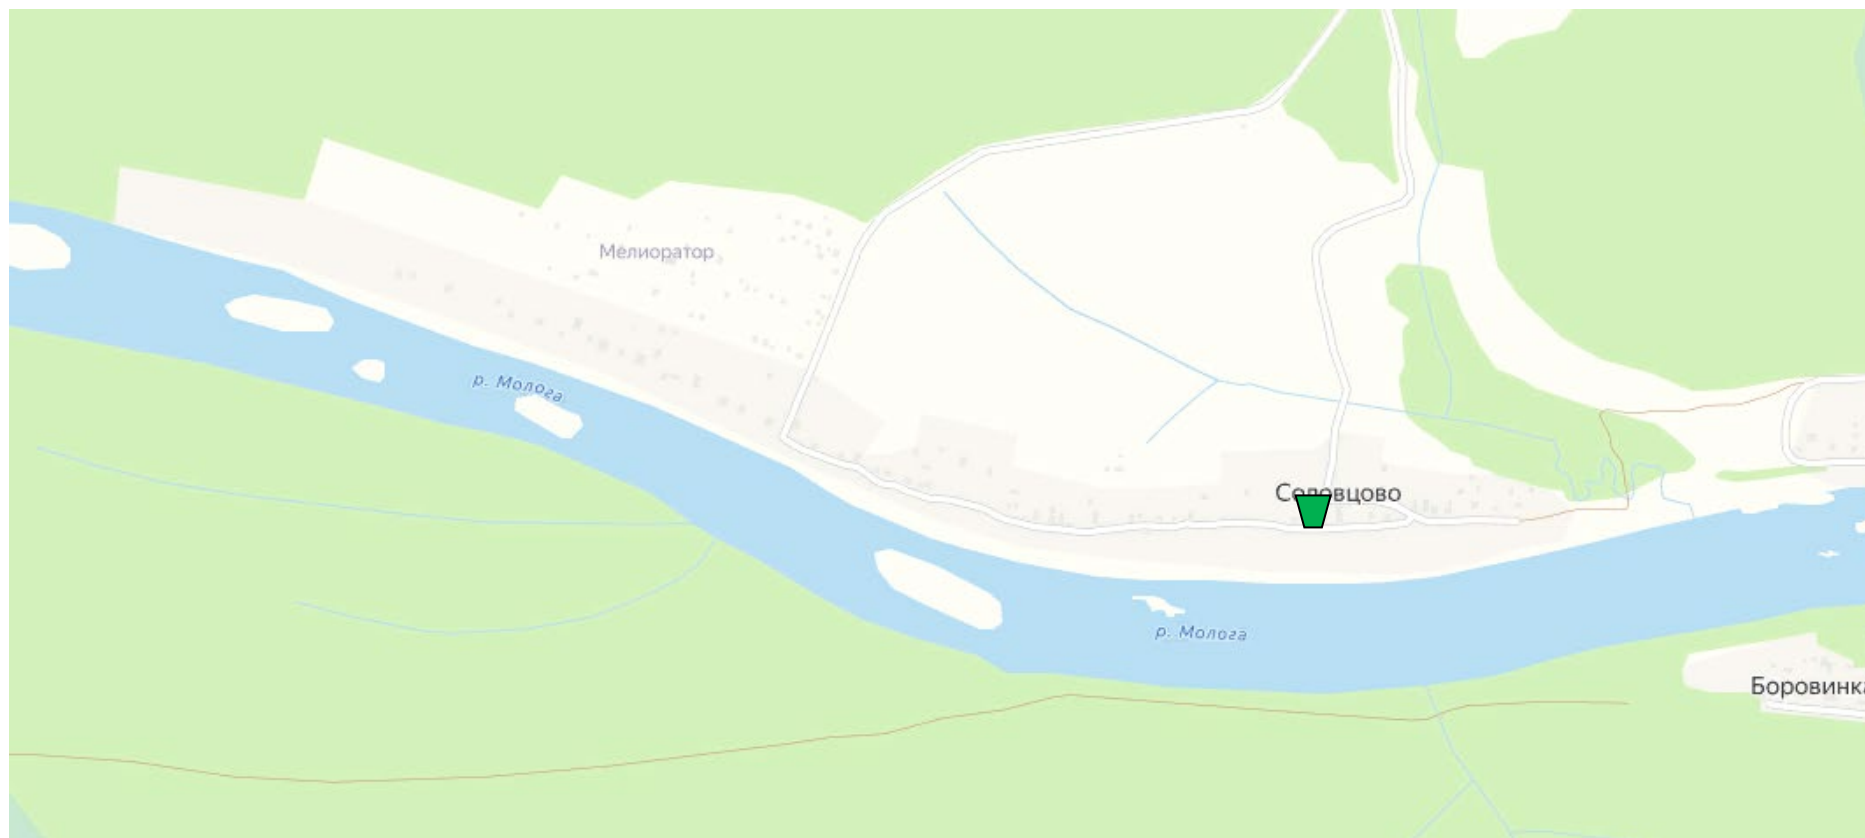 Мелиоратор
р. Молога
Соловцово
р. Молога
Боровинка